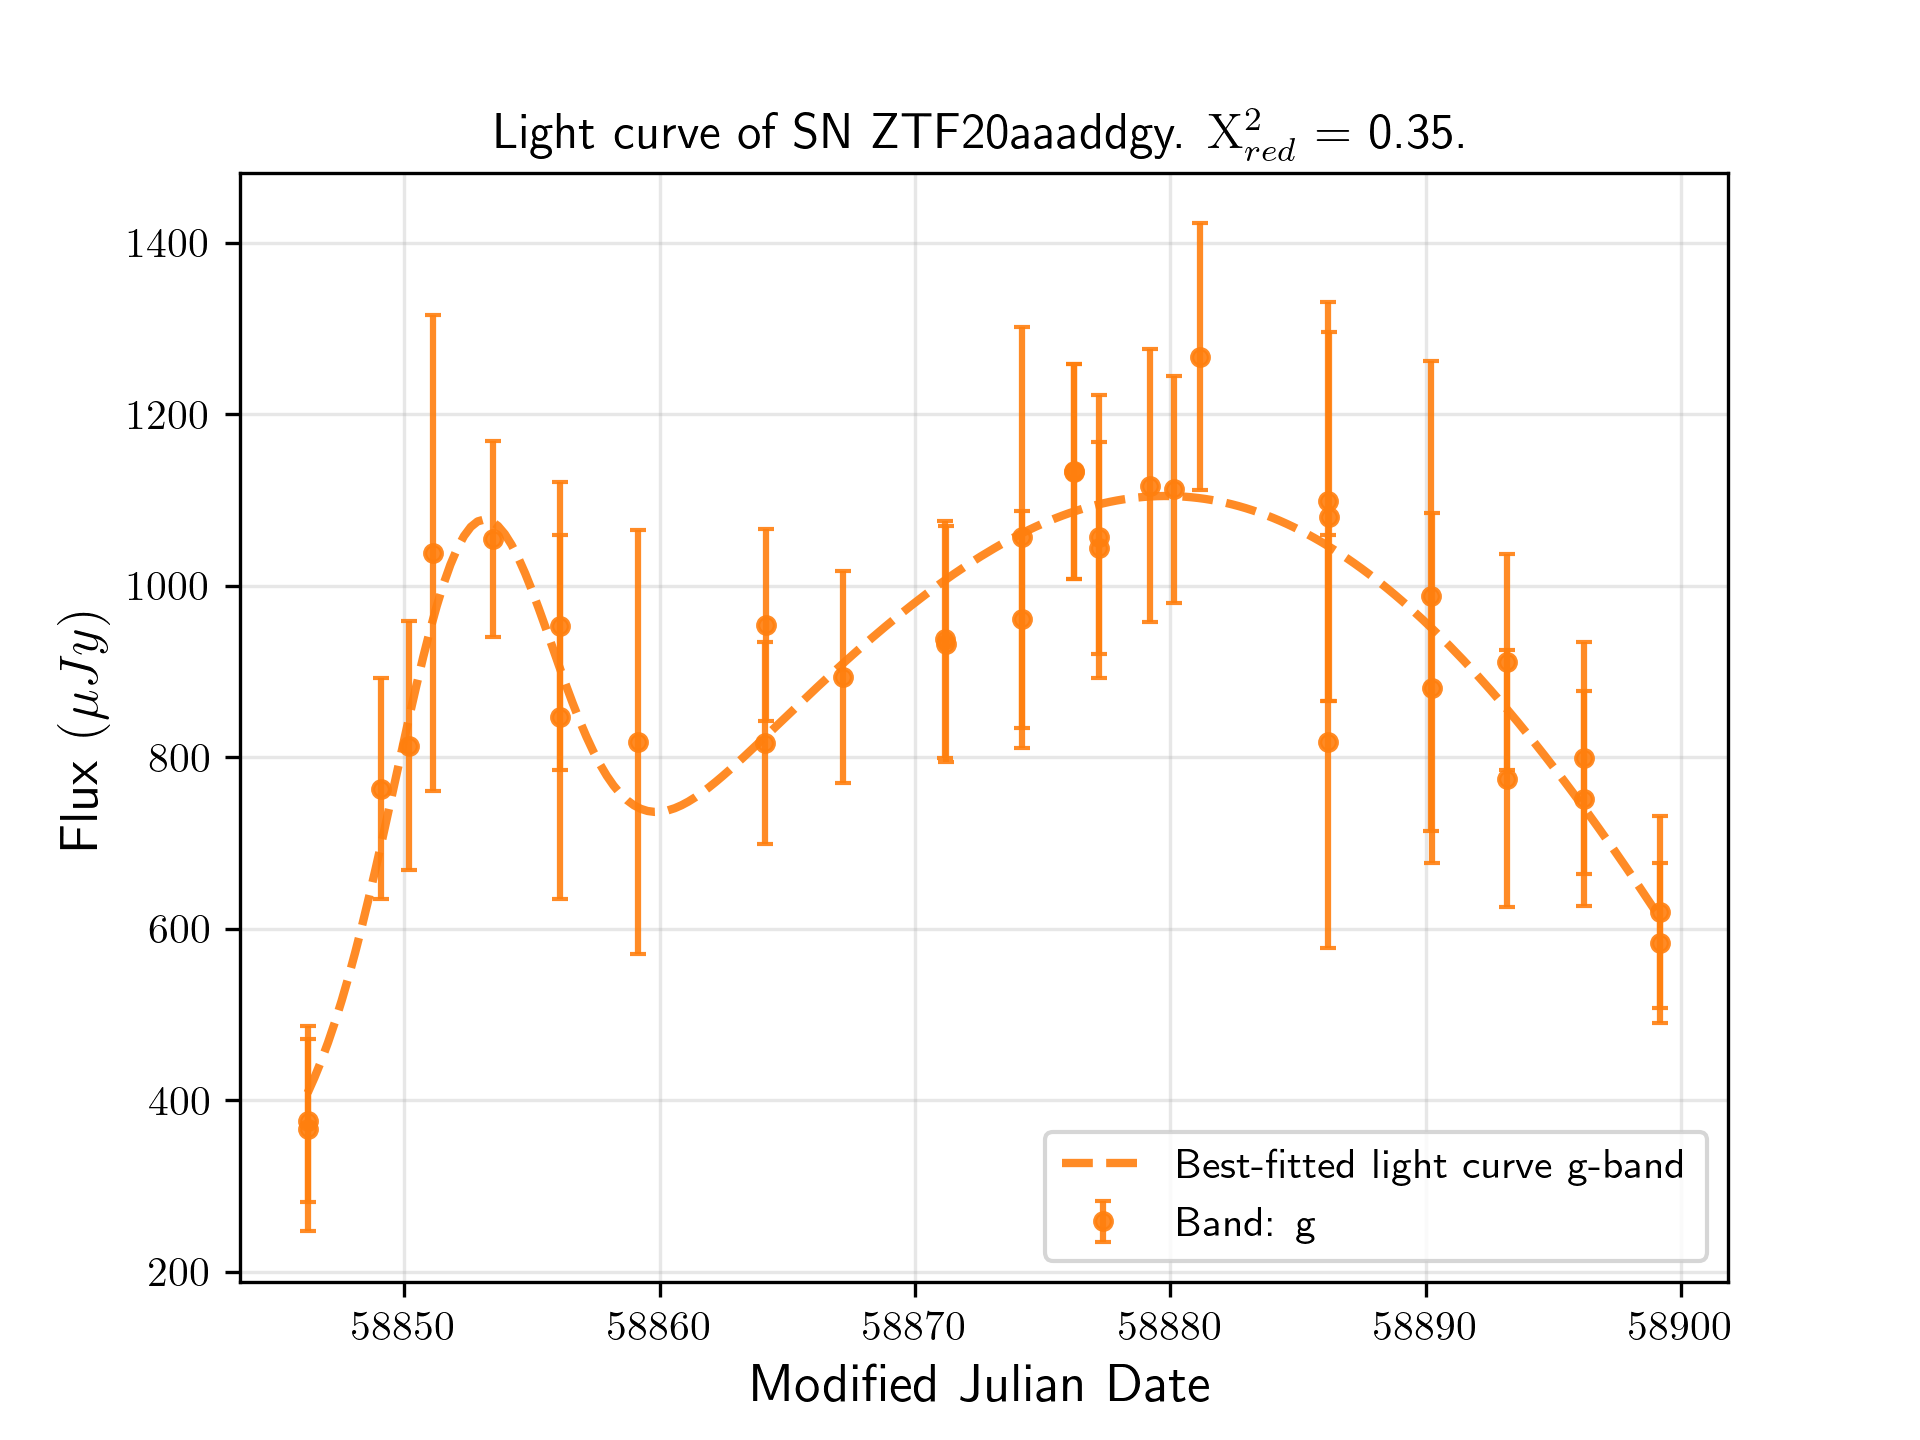 Light curve of SN ZTF20aaaddgy. X²_red = 0.35.
1400
1200
1000
800
600
400
200
Flux (μJy)
58850 58860 58870 58880 58890 58900
Modified Julian Date
Best-fitted light curve g-band
Band: g